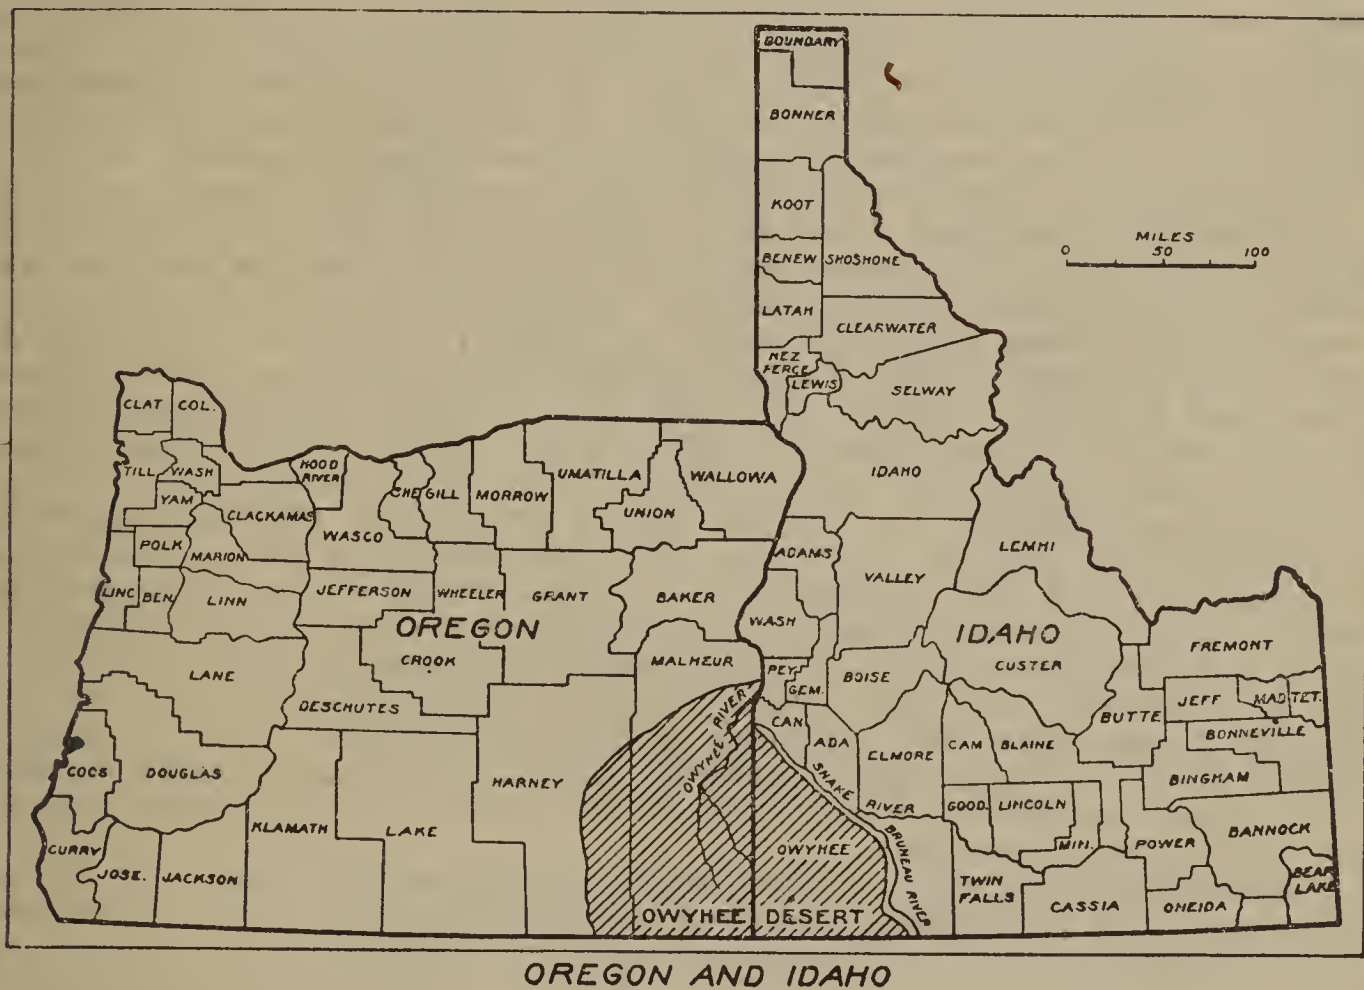 BOUNDARY
BONNER
KOOT
BENEW
SHOSHONE
LATAH
CLEARWATER
NEZ
PERCE
LEWIS
SELWAY
IDAHO
MILES
0 50 100
CLAT
COL.
TILL
WASH
YAM
HOOD
RIVER
CLACKAMAS
WASCO
SHE
GILL
MORROW
UMATILLA
UNION
WALLOWA
POLK
MARION
LINC
BEN
LINN
JEFFERSON
WHEELER
GRANT
BAKER
OREGON
CROOK
LANE
DESCHUTES
MALHEUR
COOS
DOUGLAS
KLAMATH
LAKE
HARNEY
CURRY
JOSE.
JACKSON
OWYHEE RIVER
ADAMS
VALLEY
LEMHI
WASH
IDAHO
CUSTER
PEY
GEM.
BOISE
CAN
ADA
ELMORE
CAM
BLAINE
BUTTE
FREMONT
JEFF
MAD
TET.
BONNEVILLE
BINGHAM
SNAKE
RIVER
GOOD.
LINCOLN
MIN.
POWER
BANNOCK
BEAR
LAKE
OWYHEE
BRUNEAU RIVER
TWIN
FALLS
CASSIA
ONEIDA
OWYHEE DESERT
OREGON AND IDAHO